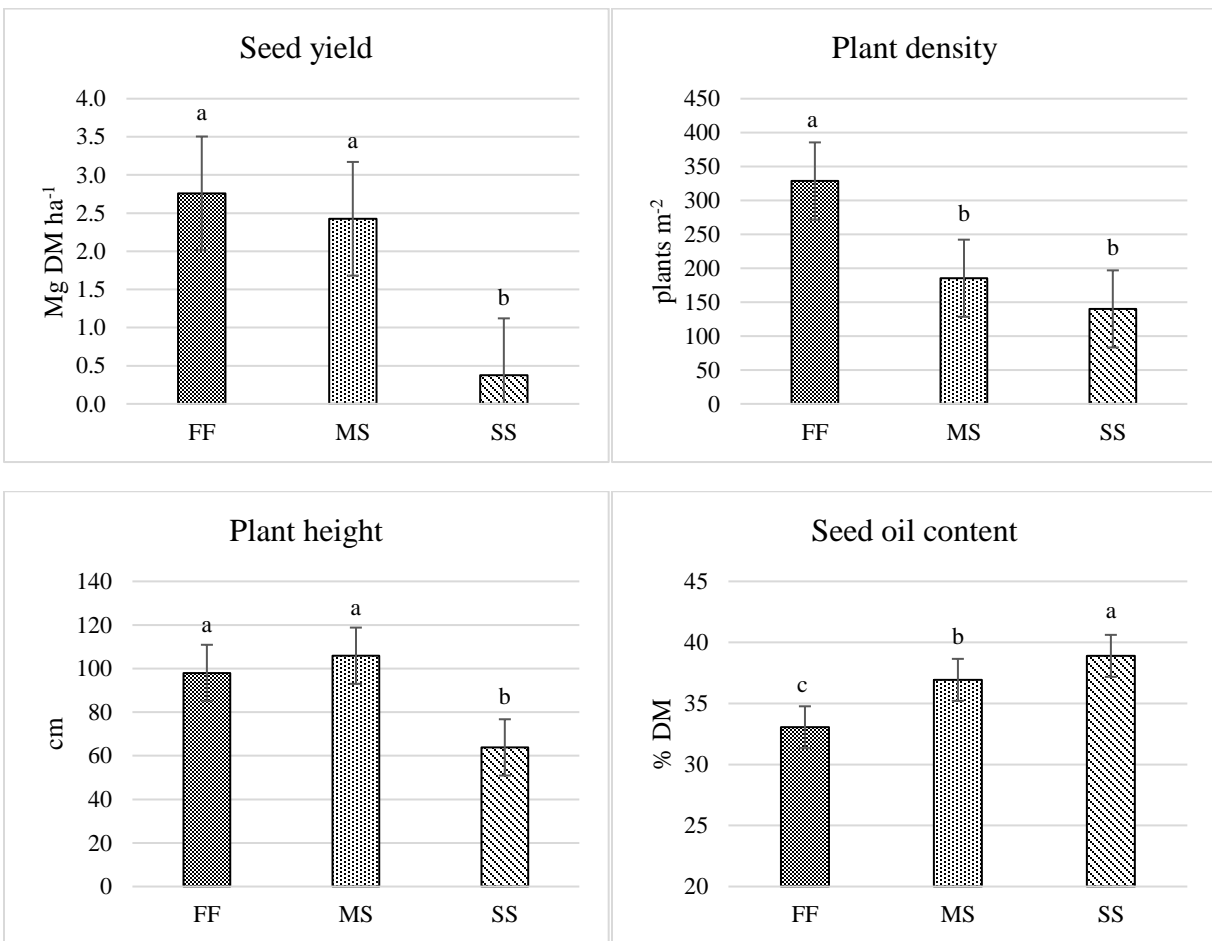 Seed yield
Mg DM ha⁻¹
4.0
3.5
3.0
2.5
2.0
1.5
1.0
0.5
0.0
a
a
b
FF MS SS
Plant density
plants m⁻²
450
400
350
300
250
200
150
100
50
0
a
b
b
FF MS SS
Plant height
cm
140
120
100
80
60
40
20
0
a
a
b
FF MS SS
Seed oil content
% DM
45
40
35
30
25
20
c
b
a
FF MS SS